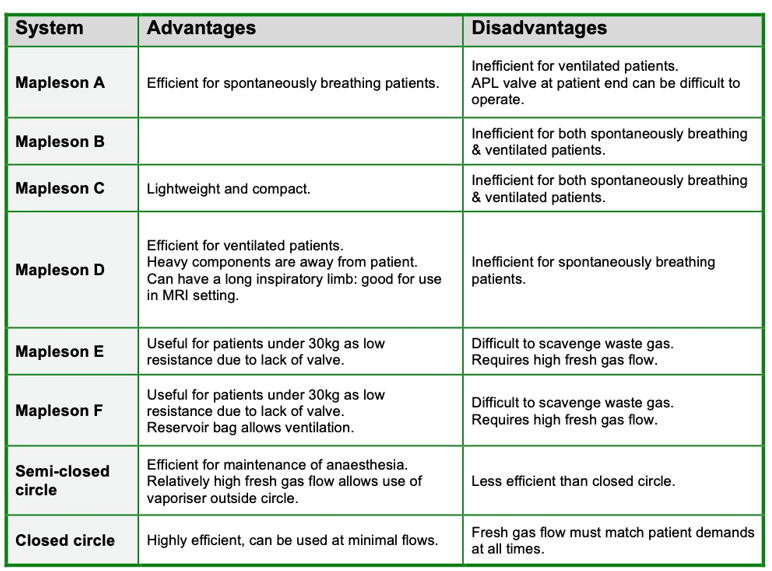 System Advantages Disadvantages
Mapleson A
Efficient for spontaneously breathing patients.
Inefficient for ventilated patients.
APL valve at patient end can be difficult to
operate.
Mapleson B
Inefficient for both spontaneously breathing
& ventilated patients.
Mapleson C
Lightweight and compact.
Inefficient for both spontaneously breathing
& ventilated patients.
Mapleson D
Efficient for ventilated patients.
Heavy components are away from patient.
Can have a long inspiratory limb: good for use
in MRI setting.
Inefficient for spontaneously breathing
patients.
Mapleson E
Useful for patients under 30kg as low
resistance due to lack of valve.
Difficult to scavenge waste gas.
Requires high fresh gas flow.
Mapleson F
Useful for patients under 30kg as low
resistance due to lack of valve.
Reservoir bag allows ventilation.
Difficult to scavenge waste gas.
Requires high fresh gas flow.
Semi-closed
circle
Efficient for maintenance of anaesthesia.
Relatively high fresh gas flow allows use of
vaporiser outside circle.
Less efficient than closed circle.
Closed circle
Highly efficient, can be used at minimal flows.
Fresh gas flow must match patient demands
at all times.